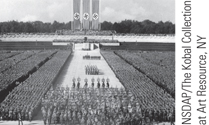 NSDAP/The Kobal Collection
at Art Resource, NY